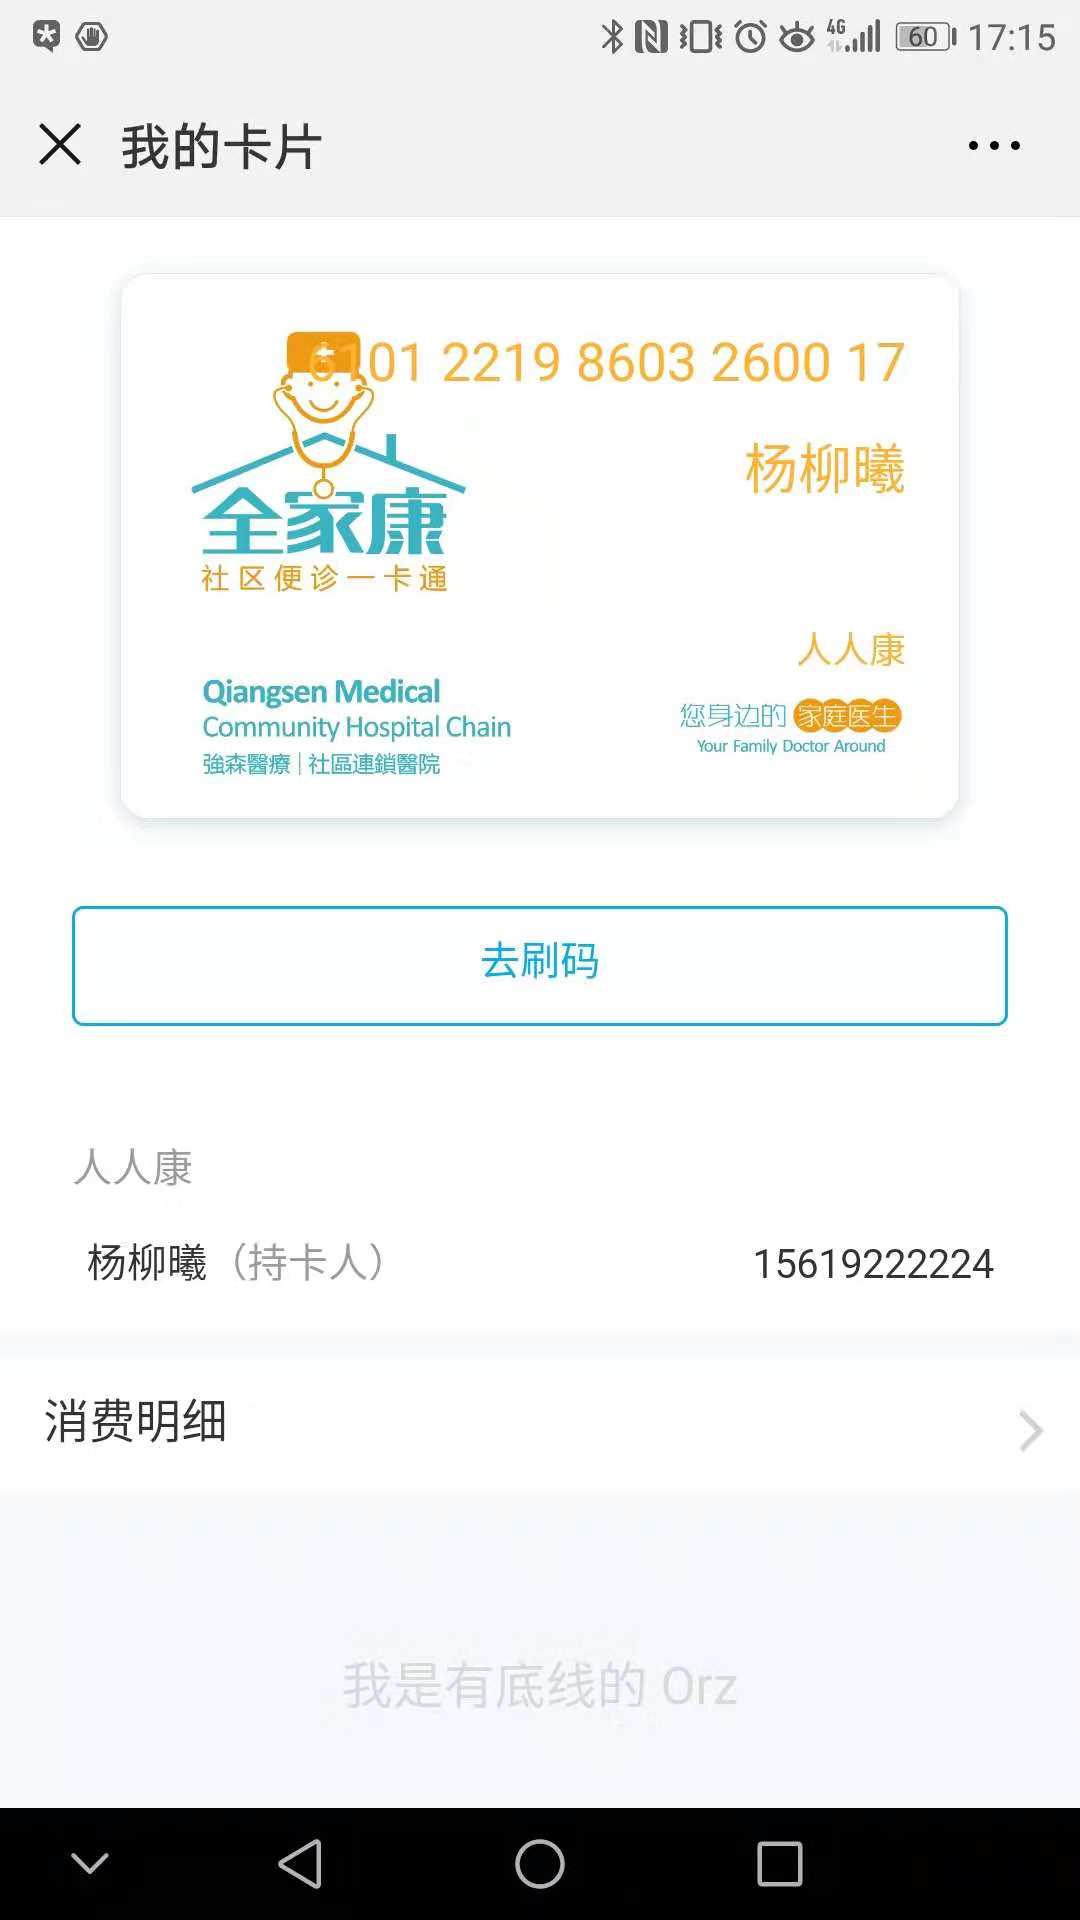 4G 60 17:15
我的卡片
6101 2219 8603 2600 17
杨柳曦
全家康
社区便诊一卡通
人人康
Qiangsen Medical
Community Hospital Chain
強森醫療|社區連鎖醫院
您身边的 家庭医生
Your Family Doctor Around
去刷码
人人康
杨柳曦（持卡人） 15619222224
消费明细
我是有底线的 Orz